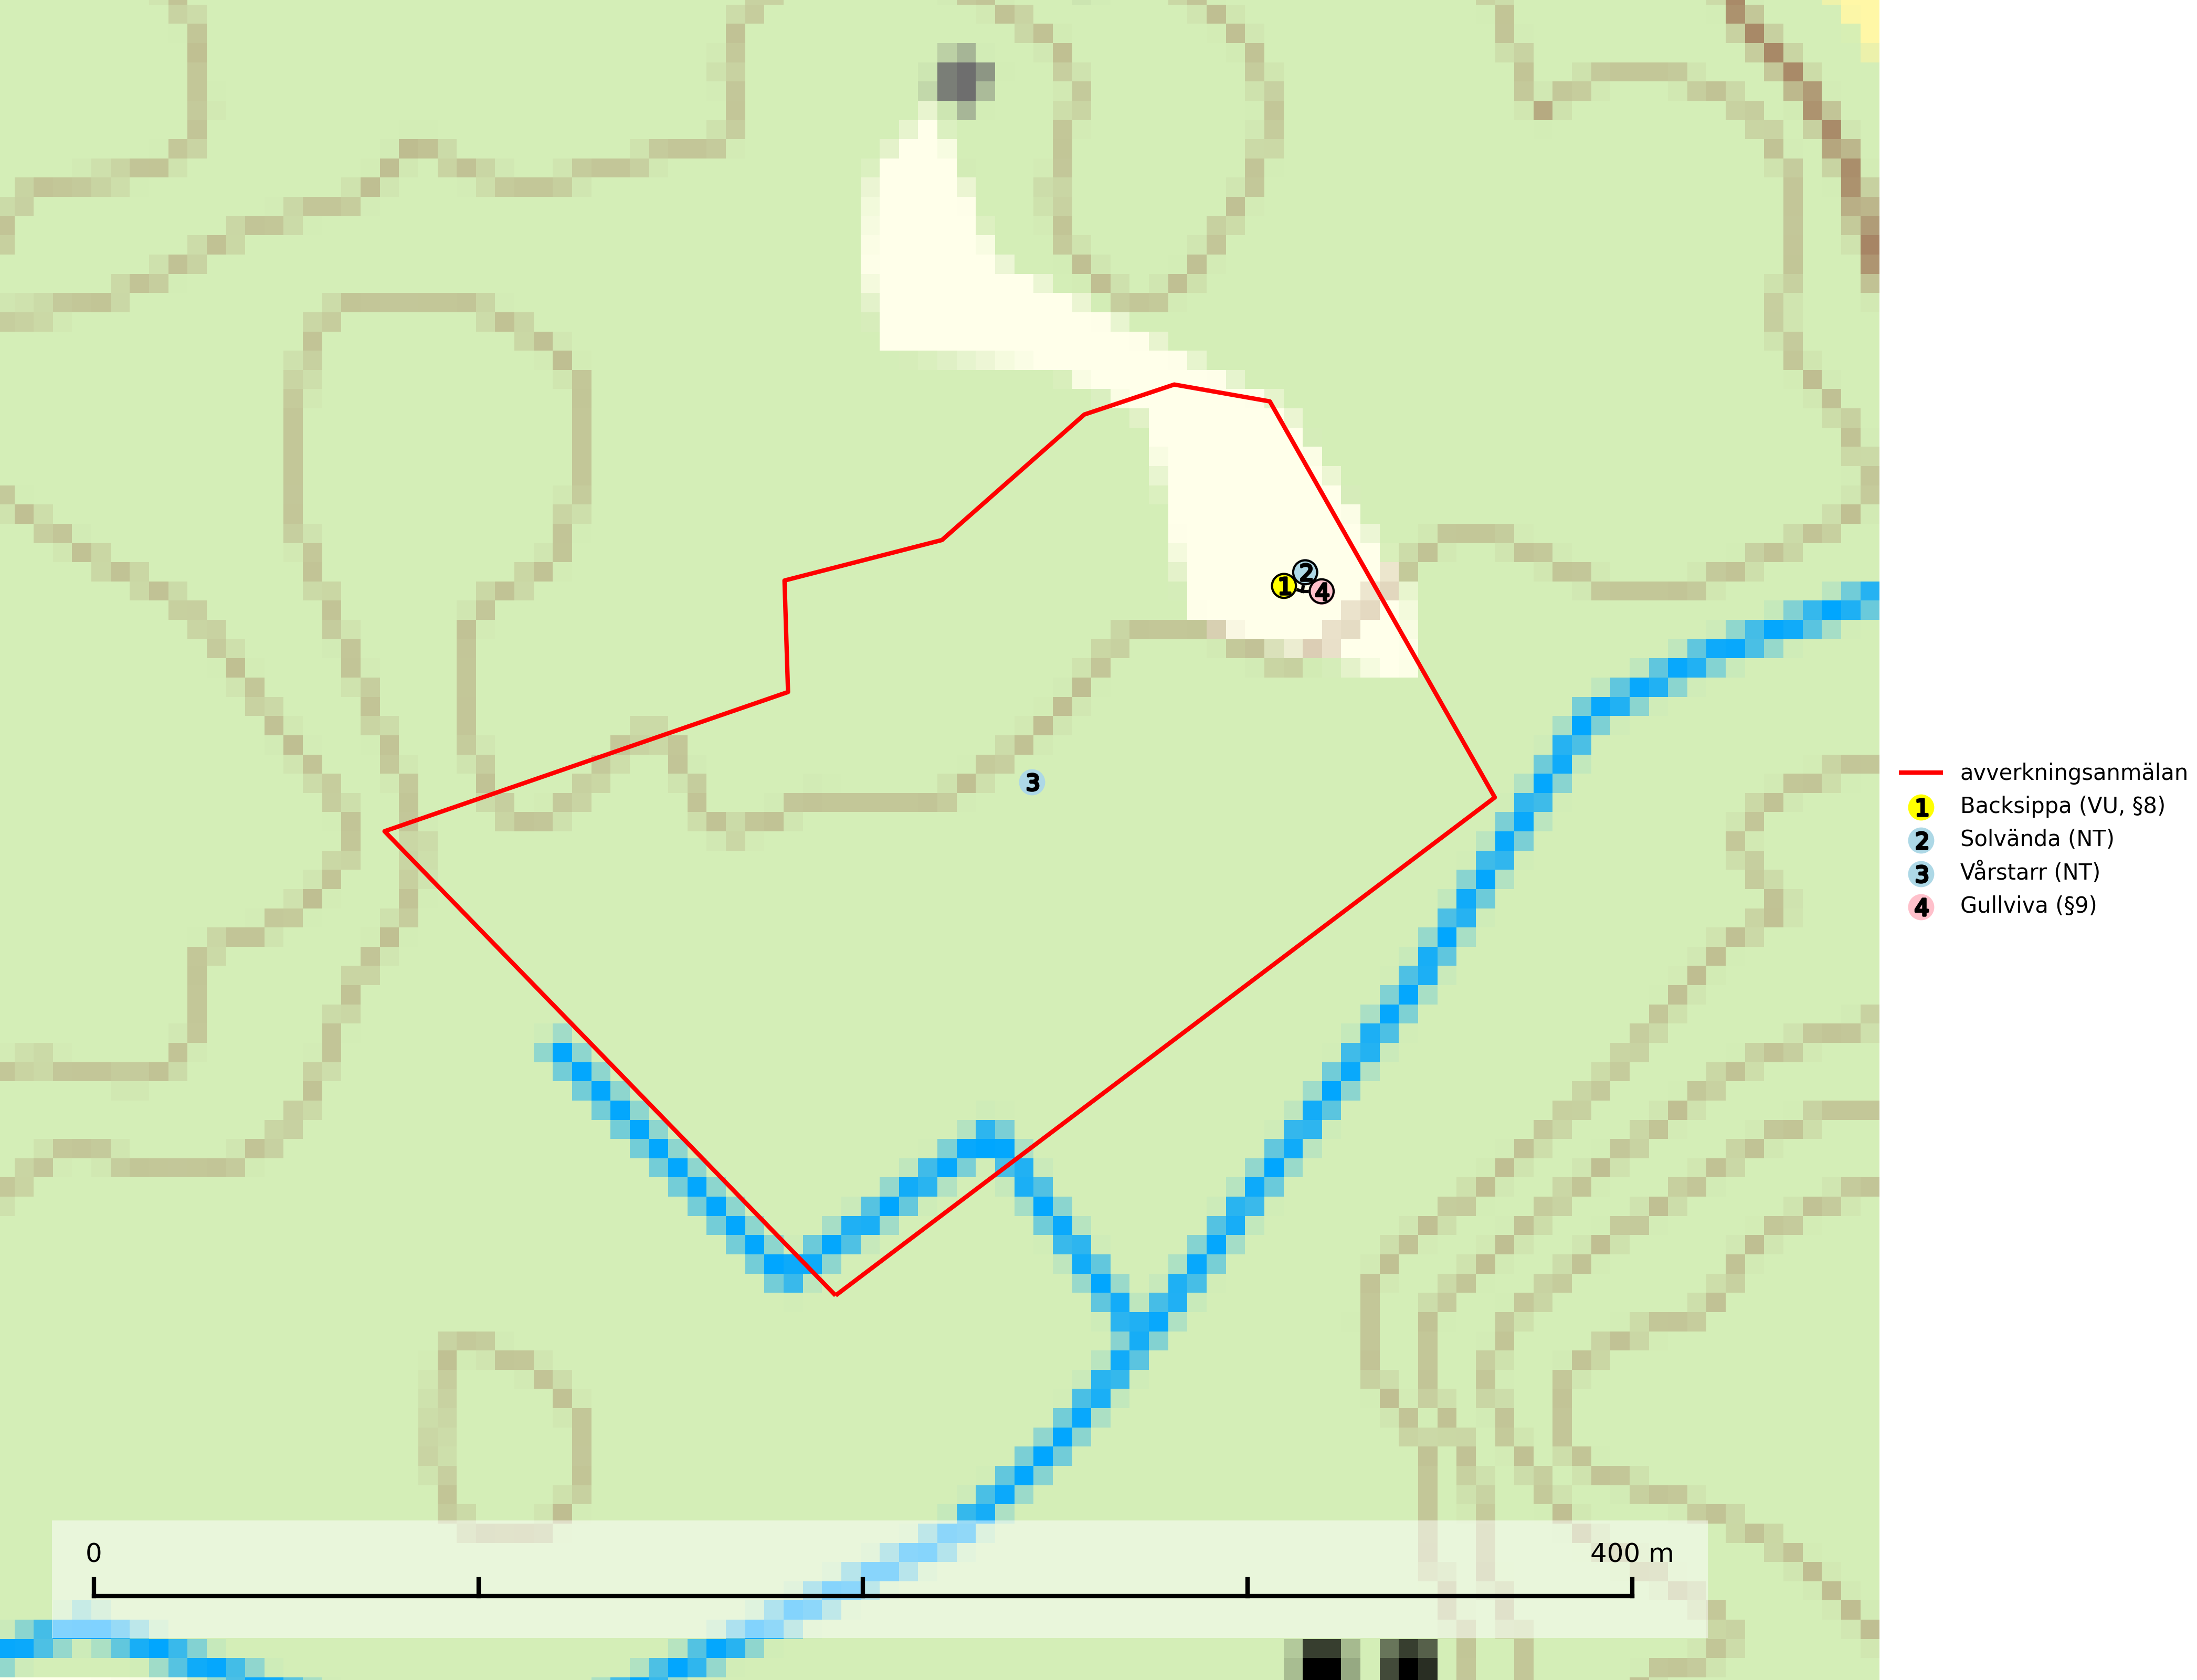 1
2
4
3
avverkningsanmälan
1 Backsippa (VU, §8)
2 Solvända (NT)
3 Vårstarr (NT)
4 Gullviva (§9)
0
400 m